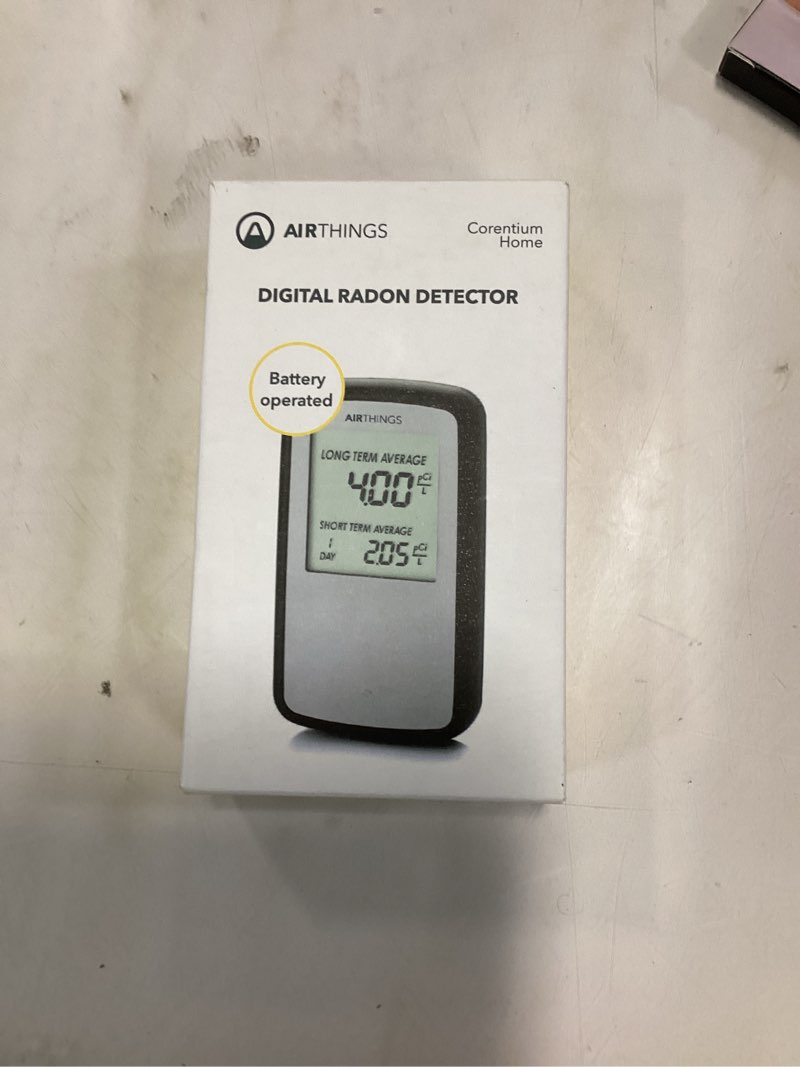 AIRTHINGS
Corentium
Home
DIGITAL RADON DETECTOR
Battery
operated
AIRTHINGS
LONG TERM AVERAGE
4.00 pCi/L
SHORT TERM AVERAGE
1 DAY 2.05 pCi/L